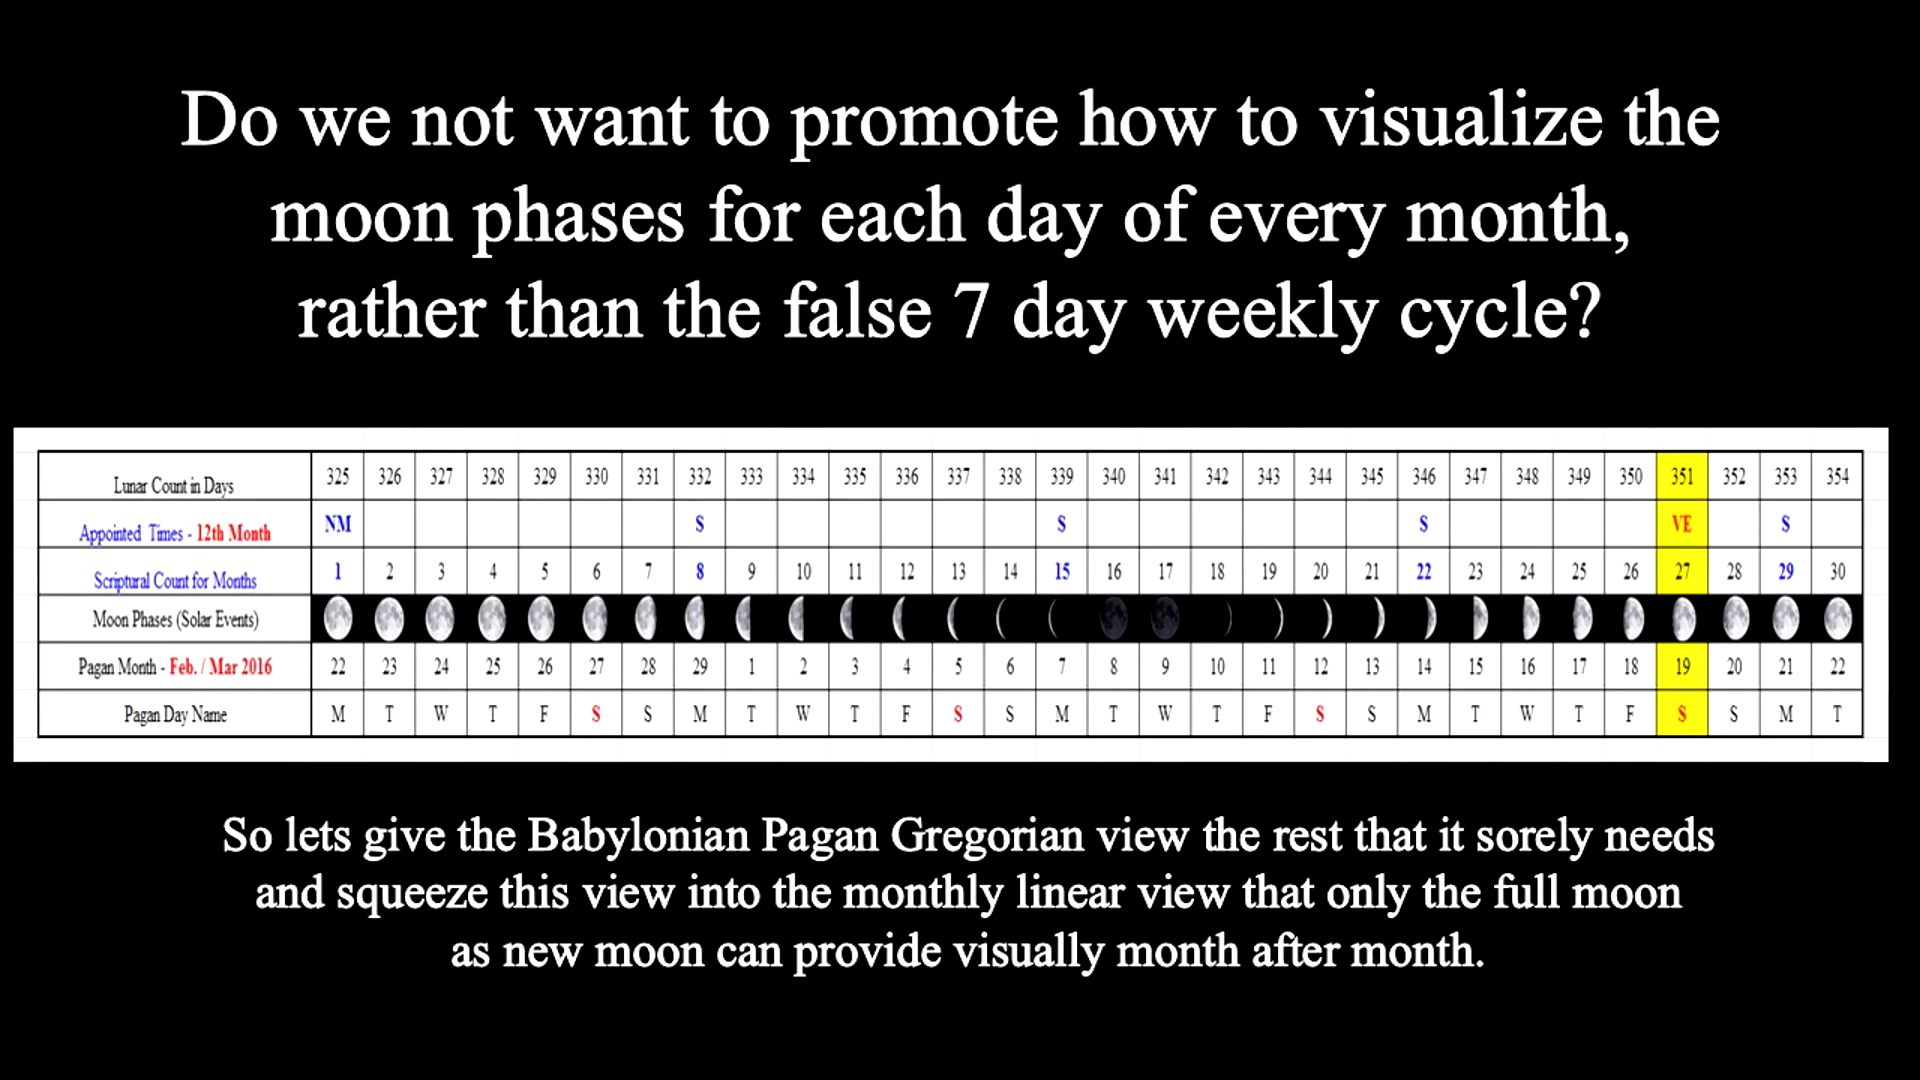 Do we not want to promote how to visualize the
moon phases for each day of every month,
rather than the false 7 day weekly cycle?
Lunar Count in Days 325 326 327 328 329 330 331 332 333 334 335 336 337 338 339 340 341 342 343 344 345 346 347 348 349 350 351 352 353 354
Appointed Times - 12th Month NM S S S VE S
Scriptural Count for Months 1 2 3 4 5 6 7 8 9 10 11 12 13 14 15 16 17 18 19 20 21 22 23 24 25 26 27 28 29 30
Moon Phases (Solar Events)
Pagan Month - Feb. / Mar 2016 22 23 24 25 26 27 28 29 1 2 3 4 5 6 7 8 9 10 11 12 13 14 15 16 17 18 19 20 21 22
Pagan Day Name M T W T F S S M T W T F S S M T W T F S S M T W T F S S M T
So lets give the Babylonian Pagan Gregorian view the rest that it sorely needs
and squeeze this view into the monthly linear view that only the full moon
as new moon can provide visually month after month.